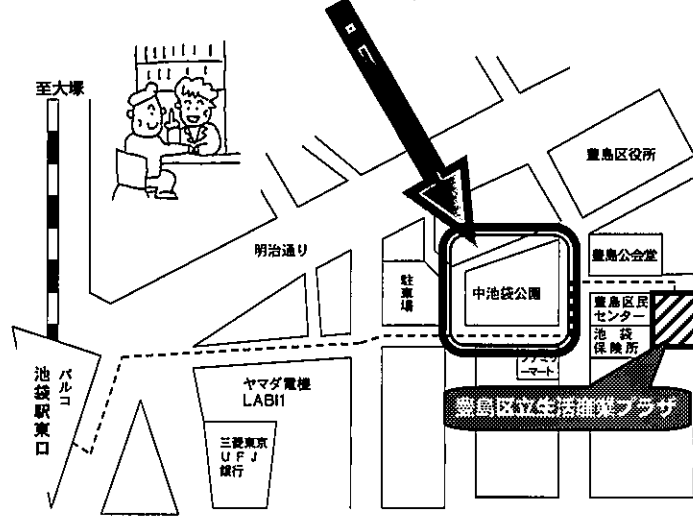 至大塚
豊島区役所
明治通り
豊島公会堂
駐車場
中池袋公園
豊島区民
センター
池袋
保険所
ファミリ
ーマート
パルコ
池袋駅東口
ヤマダ電機
LABI1
三菱東京
UFJ
銀行
豊島区立生活産業プラザ